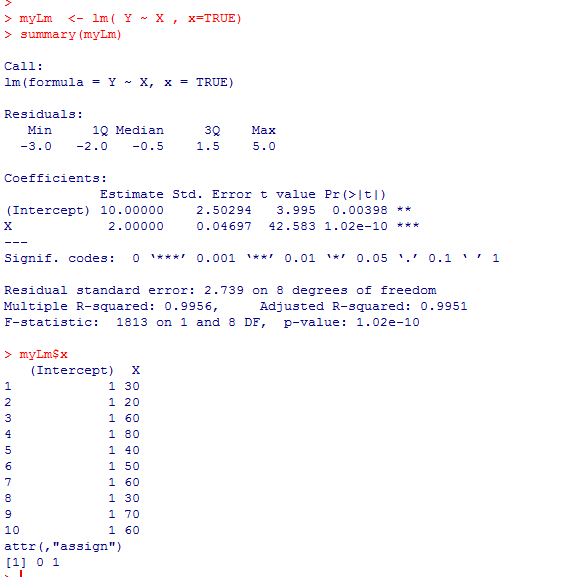 >
> myLm  <- lm( Y ~ X , x=TRUE)
> summary(myLm)
Call:
lm(formula = Y ~ X, x = TRUE)
Residuals:
   Min     1Q Median     3Q    Max
  -3.0   -2.0   -0.5    1.5    5.0
Coefficients:
            Estimate Std. Error t value Pr(>|t|)
(Intercept) 10.00000    2.50294   3.995  0.00398 **
X            2.00000    0.04697  42.583 1.02e-10 ***
---
Signif. codes:  0 ‘***’ 0.001 ‘**’ 0.01 ‘*’ 0.05 ‘.’ 0.1 ‘ ’ 1
Residual standard error: 2.739 on 8 degrees of freedom
Multiple R-squared: 0.9956,     Adjusted R-squared: 0.9951
F-statistic:  1813 on 1 and 8 DF,  p-value: 1.02e-10
> myLm$x
   (Intercept)  X
1            1 30
2            1 20
3            1 60
4            1 80
5            1 40
6            1 50
7            1 60
8            1 30
9            1 70
10           1 60
attr(,"assign")
[1] 0 1
>